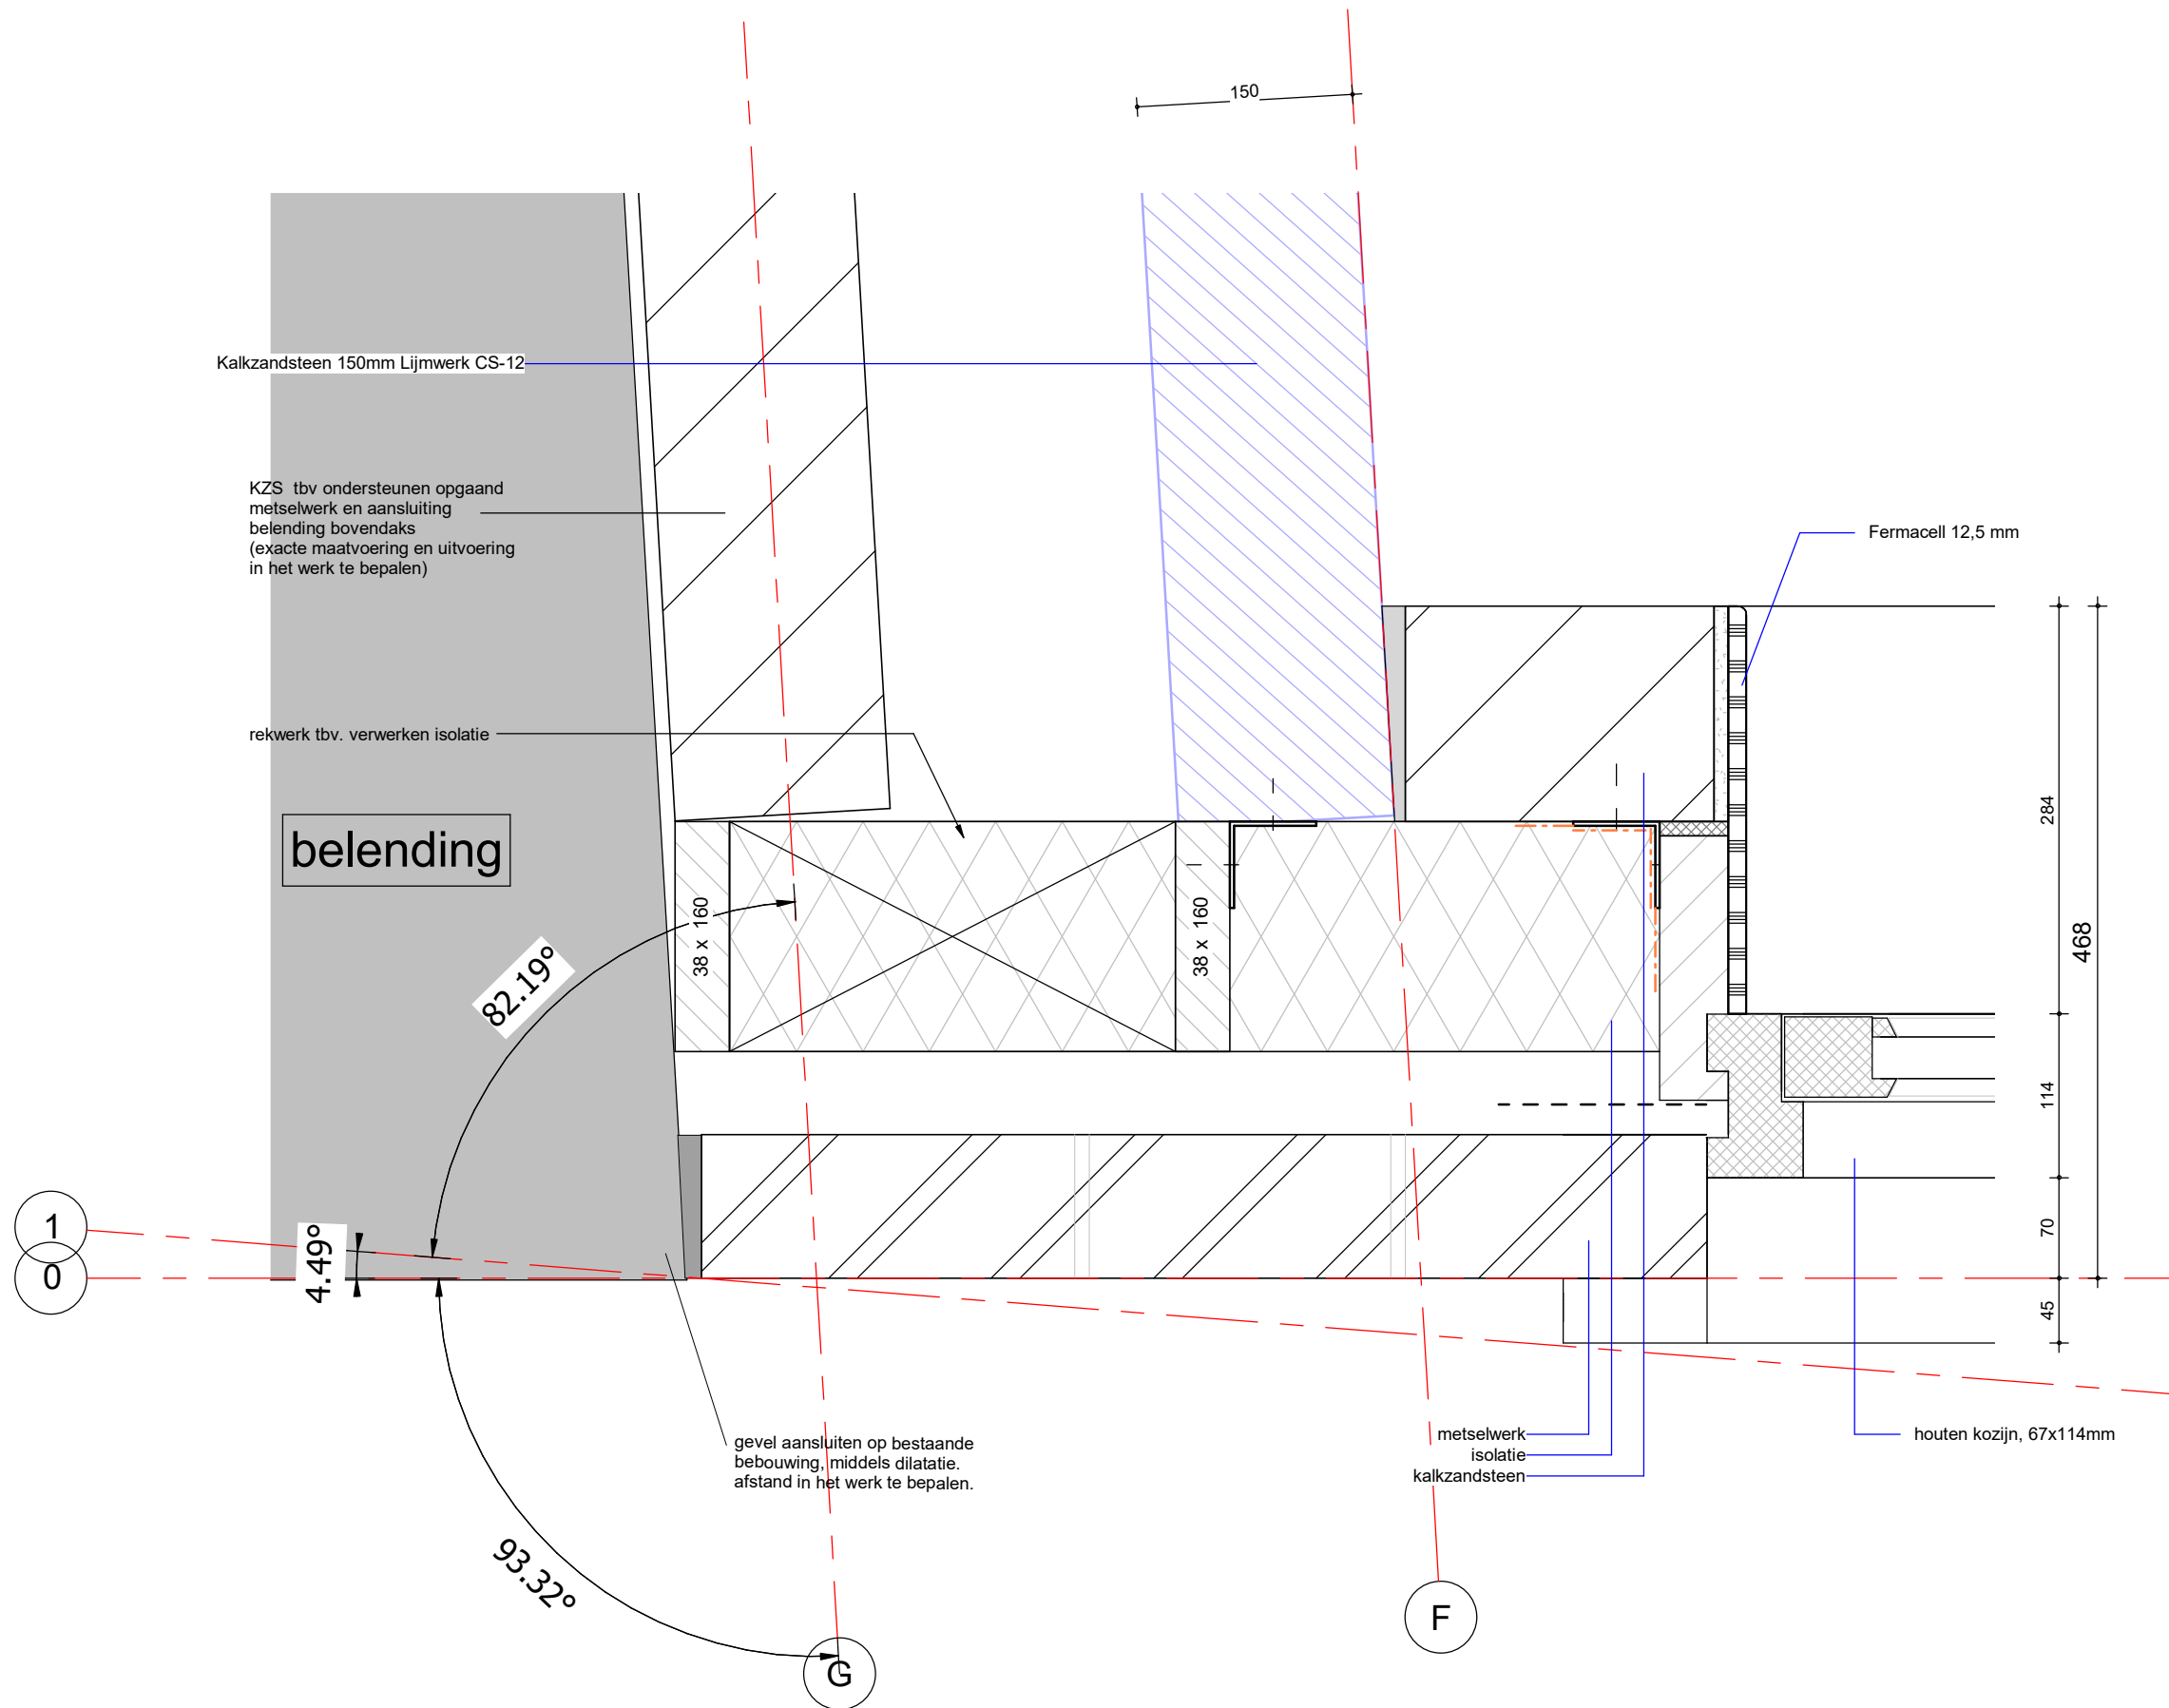 150
Kalkzandsteen 150mm Lijmwerk CS-12
KZS tbv ondersteunen opgaand
metselwerk en aansluiting
belending bovendaks
(exacte maatvoering en uitvoering
in het werk te bepalen)
Fermacell 12,5 mm
rekwerk tbv. verwerken isolatie
belending
38 x 160
38 x 160
284
468
114
70
45
82.19°
4.49°
93.32°
1
0
gevel aansluiten op bestaande
bebouwing, middels dilatatie.
afstand in het werk te bepalen.
metselwerk
isolatie
kalkzandsteen
houten kozijn, 67x114mm
F
G